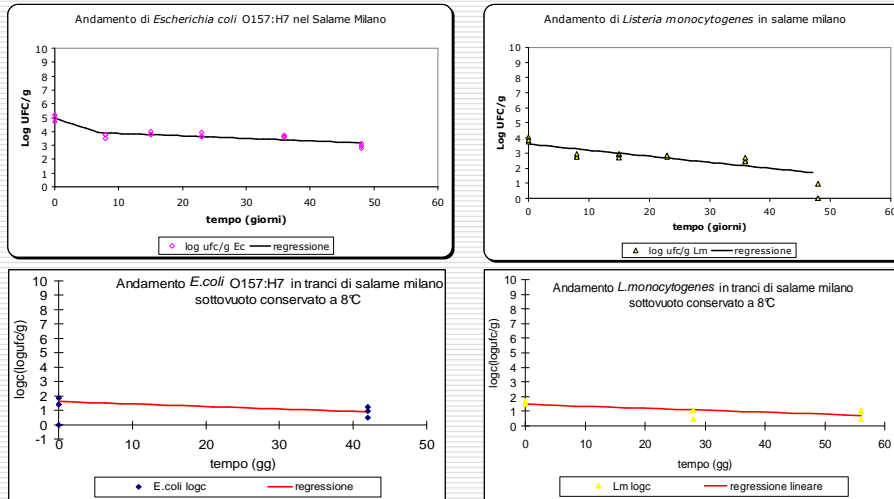 Andamento di Escherichia coli O157:H7 nel Salame Milano
Log UFC/g
10
9
8
7
6
5
4
3
2
1
0
0 10 20 30 40 50 60
tempo (giorni)
log ufc/g Ec regressione
Andamento di Listeria monocytogenes in salame milano
Log UFC/g
10
9
8
7
6
5
4
3
2
1
0
0 10 20 30 40 50 60
tempo (giorni)
log ufc/g Lm regressione
Andamento E.coli O157:H7 in tranci di salame milano
sottovuoto conservato a 8°C
logc(logufc/g)
10
9
8
7
6
5
4
3
2
1
0
-1
0 10 20 30 40 50
tempo (gg)
E.coli logc regressione
Andamento L.monocytogenes in tranci di salame milano
sottovuoto conservato a 8°C
logc(logufc/g)
10
9
8
7
6
5
4
3
2
1
0
0 10 20 30 40 50 60
tempo (gg)
Lm logc regressione lineare